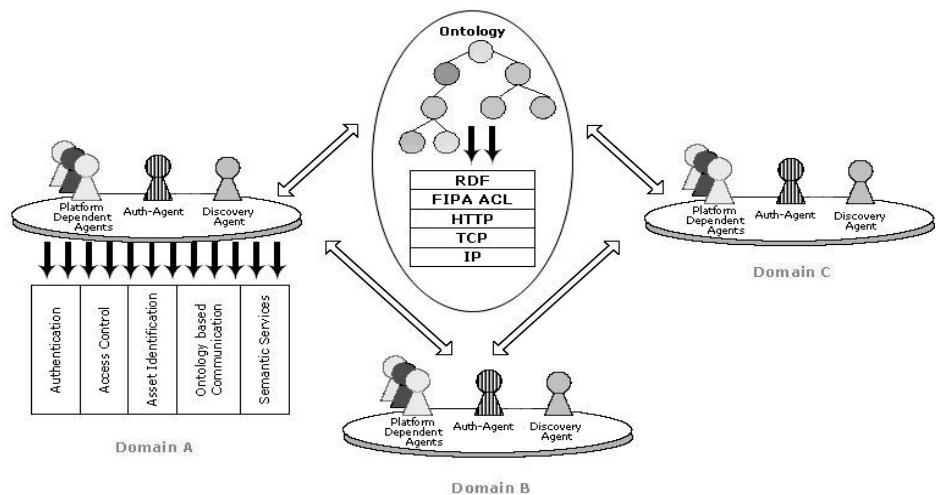 Ontology
RDF
FIPA ACL
HTTP
TCP
IP
Platform
Dependent
Agents
Auth-Agent
Discovery
Agent
Authentication
Access Control
Asset Identification
Ontology based
Communication
Semantic Services
Domain A
Platform
Dependent
Agents
Auth-Agent
Discovery
Agent
Domain B
Platform
Dependent
Agents
Auth-Agent
Discovery
Agent
Domain C